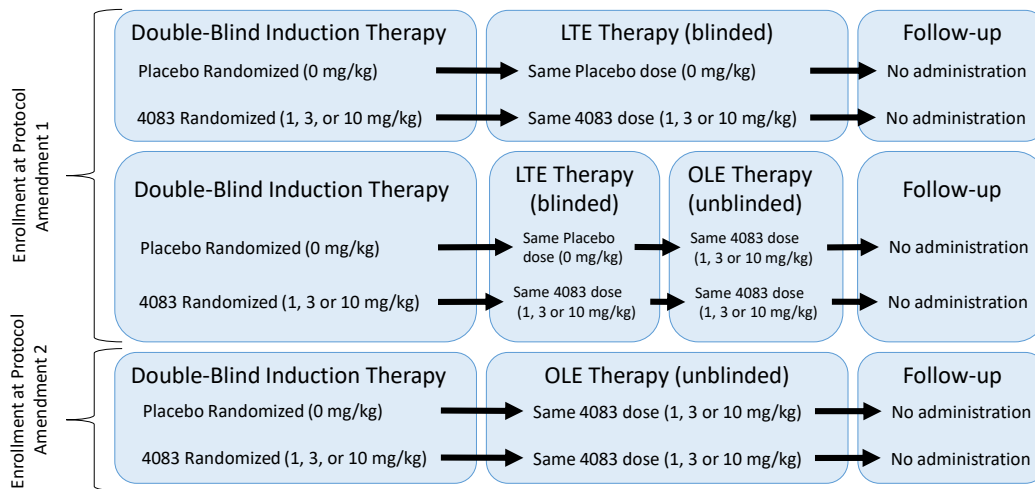 Enrollment at Protocol
Amendment 1
Double-Blind Induction Therapy
LTE Therapy (blinded)
Follow-up
Placebo Randomized (0 mg/kg)
Same Placebo dose (0 mg/kg)
No administration
4083 Randomized (1, 3, or 10 mg/kg)
Same 4083 dose (1, 3 or 10 mg/kg)
No administration
Double-Blind Induction Therapy
LTE Therapy
(blinded)
OLE Therapy
(unblinded)
Follow-up
Placebo Randomized (0 mg/kg)
Same Placebo
dose (0 mg/kg)
Same 4083 dose
(1, 3 or 10 mg/kg)
No administration
4083 Randomized (1, 3 or 10 mg/kg)
Same 4083 dose
(1, 3 or 10 mg/kg)
Same 4083 dose
(1, 3 or 10 mg/kg)
No administration
Enrollment at Protocol
Amendment 2
Double-Blind Induction Therapy
OLE Therapy (unblinded)
Follow-up
Placebo Randomized (0 mg/kg)
Same 4083 dose (1, 3 or 10 mg/kg)
No administration
4083 Randomized (1, 3, or 10 mg/kg)
Same 4083 dose (1, 3 or 10 mg/kg)
No administration